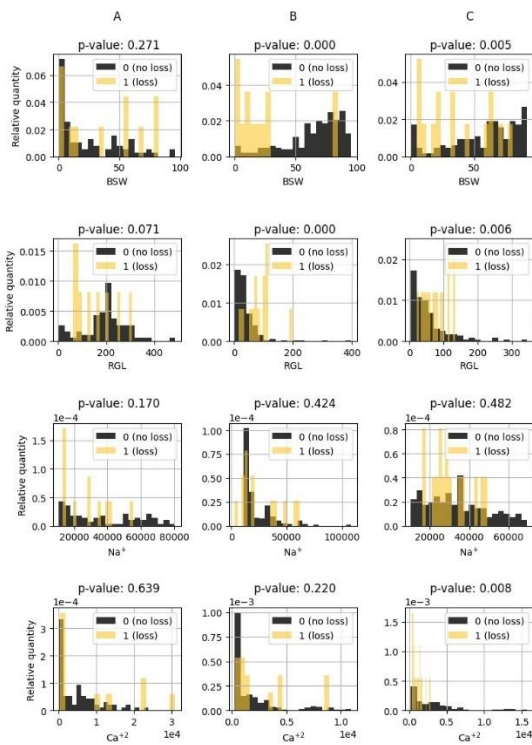 A B C
p-value: 0.271 p-value: 0.000 p-value: 0.005
Relative quantity
0.06
0.04
0.02
0.00
0 (no loss)
1 (loss)
0 50 100
BSW
0.04
0.02
0.00
0 (no loss)
1 (loss)
0 50
BSW
0.04
0.02
0.00
0 (no loss)
1 (loss)
0 50
BSW
p-value: 0.071 p-value: 0.000 p-value: 0.006
Relative quantity
0.015
0.010
0.005
0.000
0 (no loss)
1 (loss)
0 200 400
RGL
0.02
0.01
0.00
0 (no loss)
1 (loss)
0 200 400
RGL
0.02
0.01
0.00
0 (no loss)
1 (loss)
0 100 200 300
RGL
p-value: 0.170 p-value: 0.424 p-value: 0.482
Relative quantity
1e-4
1.5
1.0
0.5
0.0
0 (no loss)
1 (loss)
20000 40000 60000 80000
Na⁺
1e-4
1.00
0.75
0.50
0.25
0.00
0 (no loss)
1 (loss)
0 50000 100000
Na⁺
1e-4
0.8
0.6
0.4
0.2
0.0
0 (no loss)
1 (loss)
20000 40000 60000
Na⁺
p-value: 0.639 p-value: 0.220 p-value: 0.008
Relative quantity
1e-4
3
2
1
0
0 (no loss)
1 (loss)
0 1 2 3
1e4
Ca⁺²
1e-3
1.00
0.75
0.50
0.25
0.00
0 (no loss)
1 (loss)
0.0 0.5 1.0
1e4
Ca⁺²
1e-3
1.5
1.0
0.5
0.0
0 (no loss)
1 (loss)
0.0 0.5 1.0 1.5
1e4
Ca⁺²